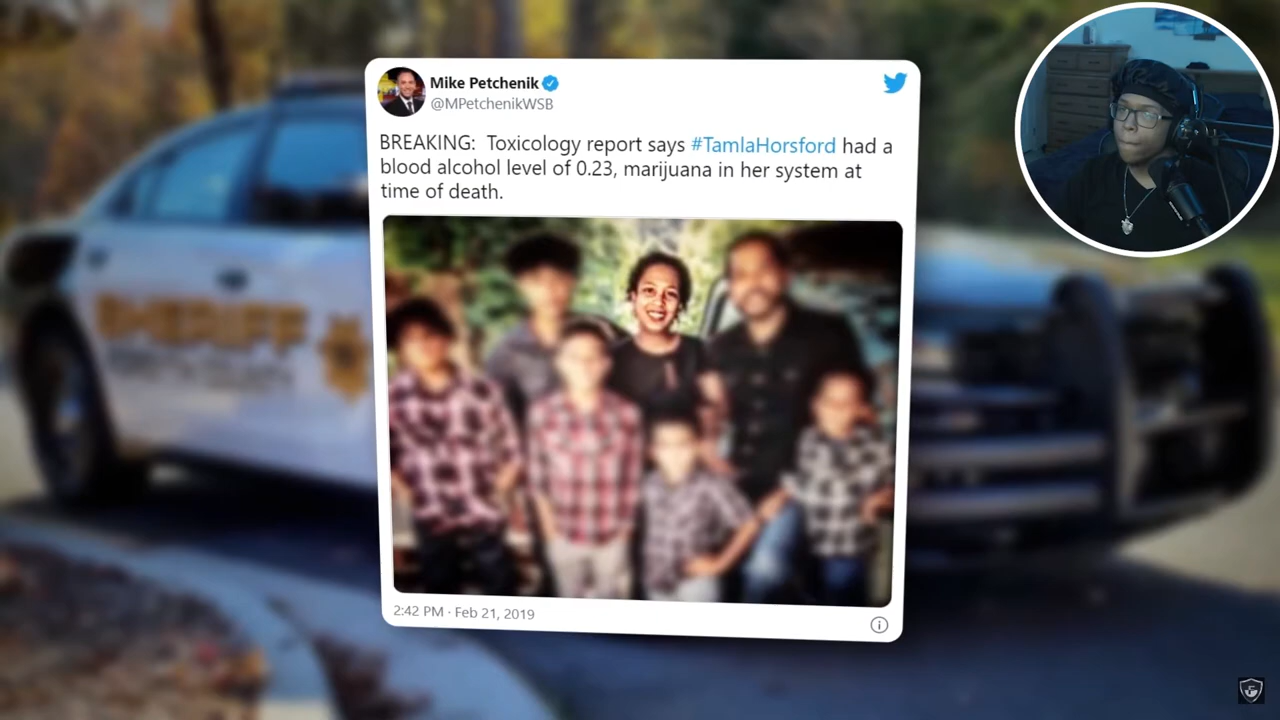 Mike Petchenik
@MPetchenikWSB
BREAKING: Toxicology report says #TamlaHorsford had a
blood alcohol level of 0.23, marijuana in her system at
time of death.
2:42 PM · Feb 21, 2019
SHERIFF